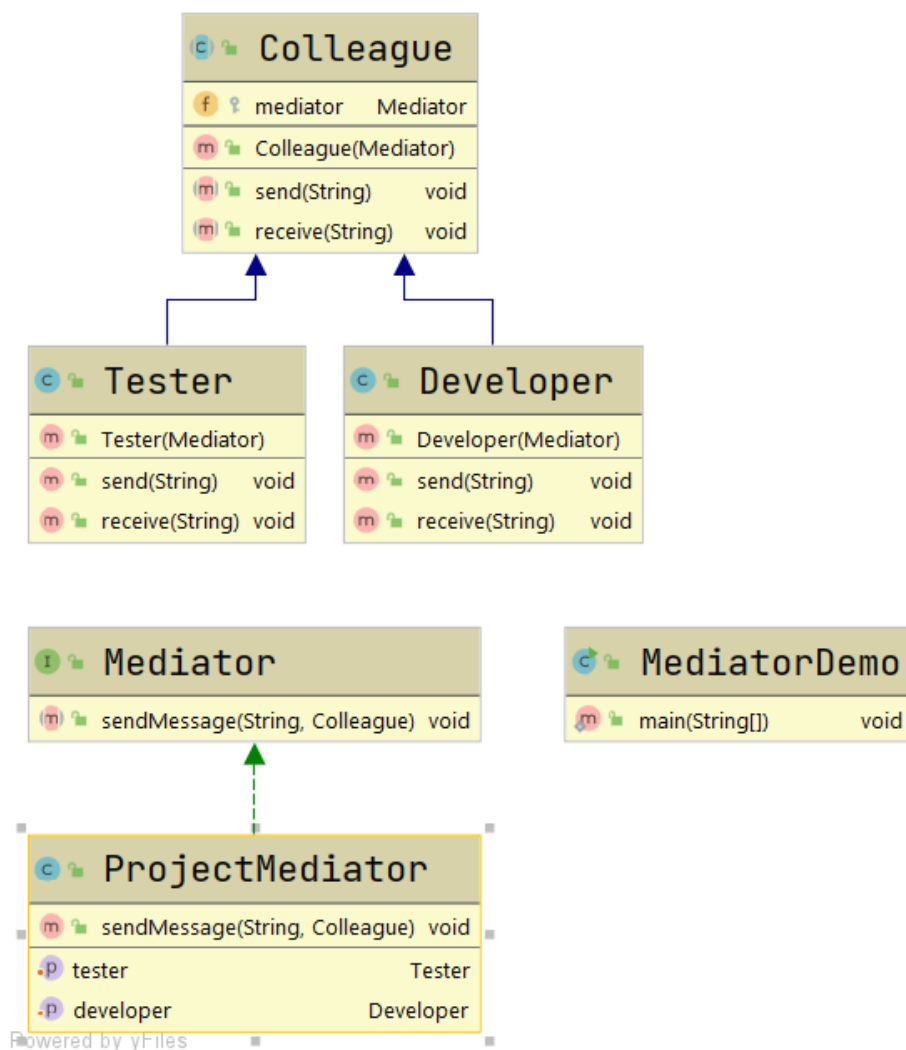 C Colleague
f mediator Mediator
m Colleague(Mediator)
m send(String) void
m receive(String) void
C Tester
m Tester(Mediator)
m send(String) void
m receive(String) void
C Developer
m Developer(Mediator)
m send(String) void
m receive(String) void
I Mediator
m sendMessage(String, Colleague) void
C MediatorDemo
m main(String[]) void
C ProjectMediator
m sendMessage(String, Colleague) void
p tester Tester
p developer Developer
Powered by yFiles